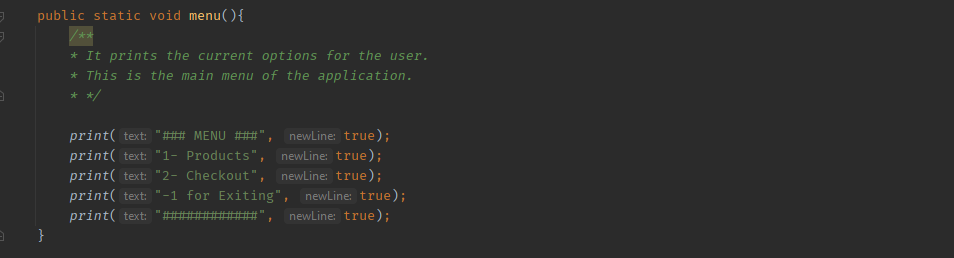 public static void menu(){
/**
* It prints the current options for the user.
* This is the main menu of the application.
* */
print( text: "### MENU ###", newLine: true);
print( text: "1- Products", newLine: true);
print( text: "2- Checkout", newLine: true);
print( text: "-1 for Exiting", newLine: true);
print( text: "############", newLine: true);
}